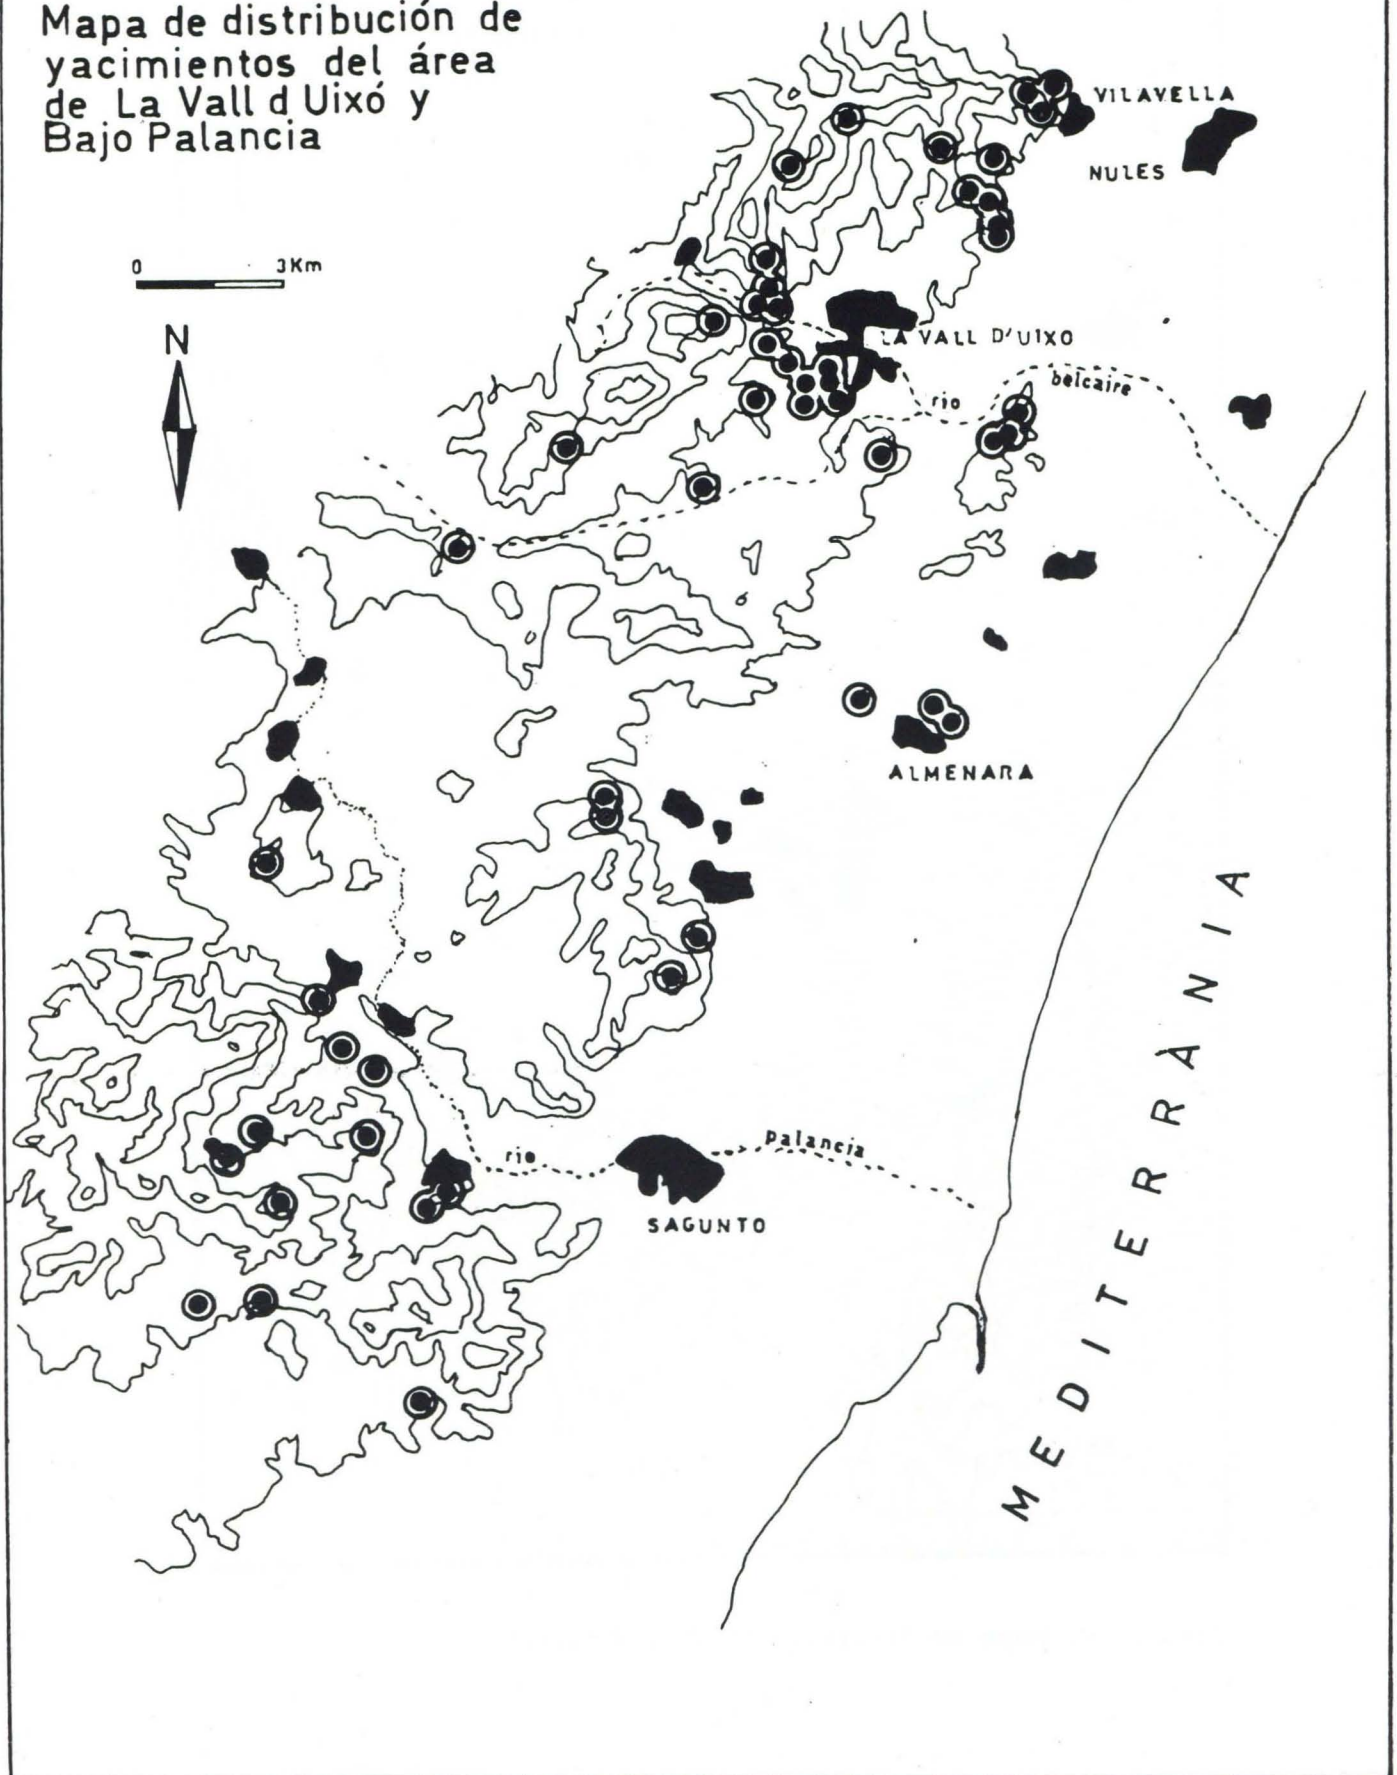 Mapa de distribución de
yacimientos del área
de La Vall d Uixó y
Bajo Palancia
VILAVELLA
NULES
0 3Km
N
LA VALL D'UIXO
rio belcaire
ALMENARA
rio palancia
SAGUNTO
MEDITERRÀNIA